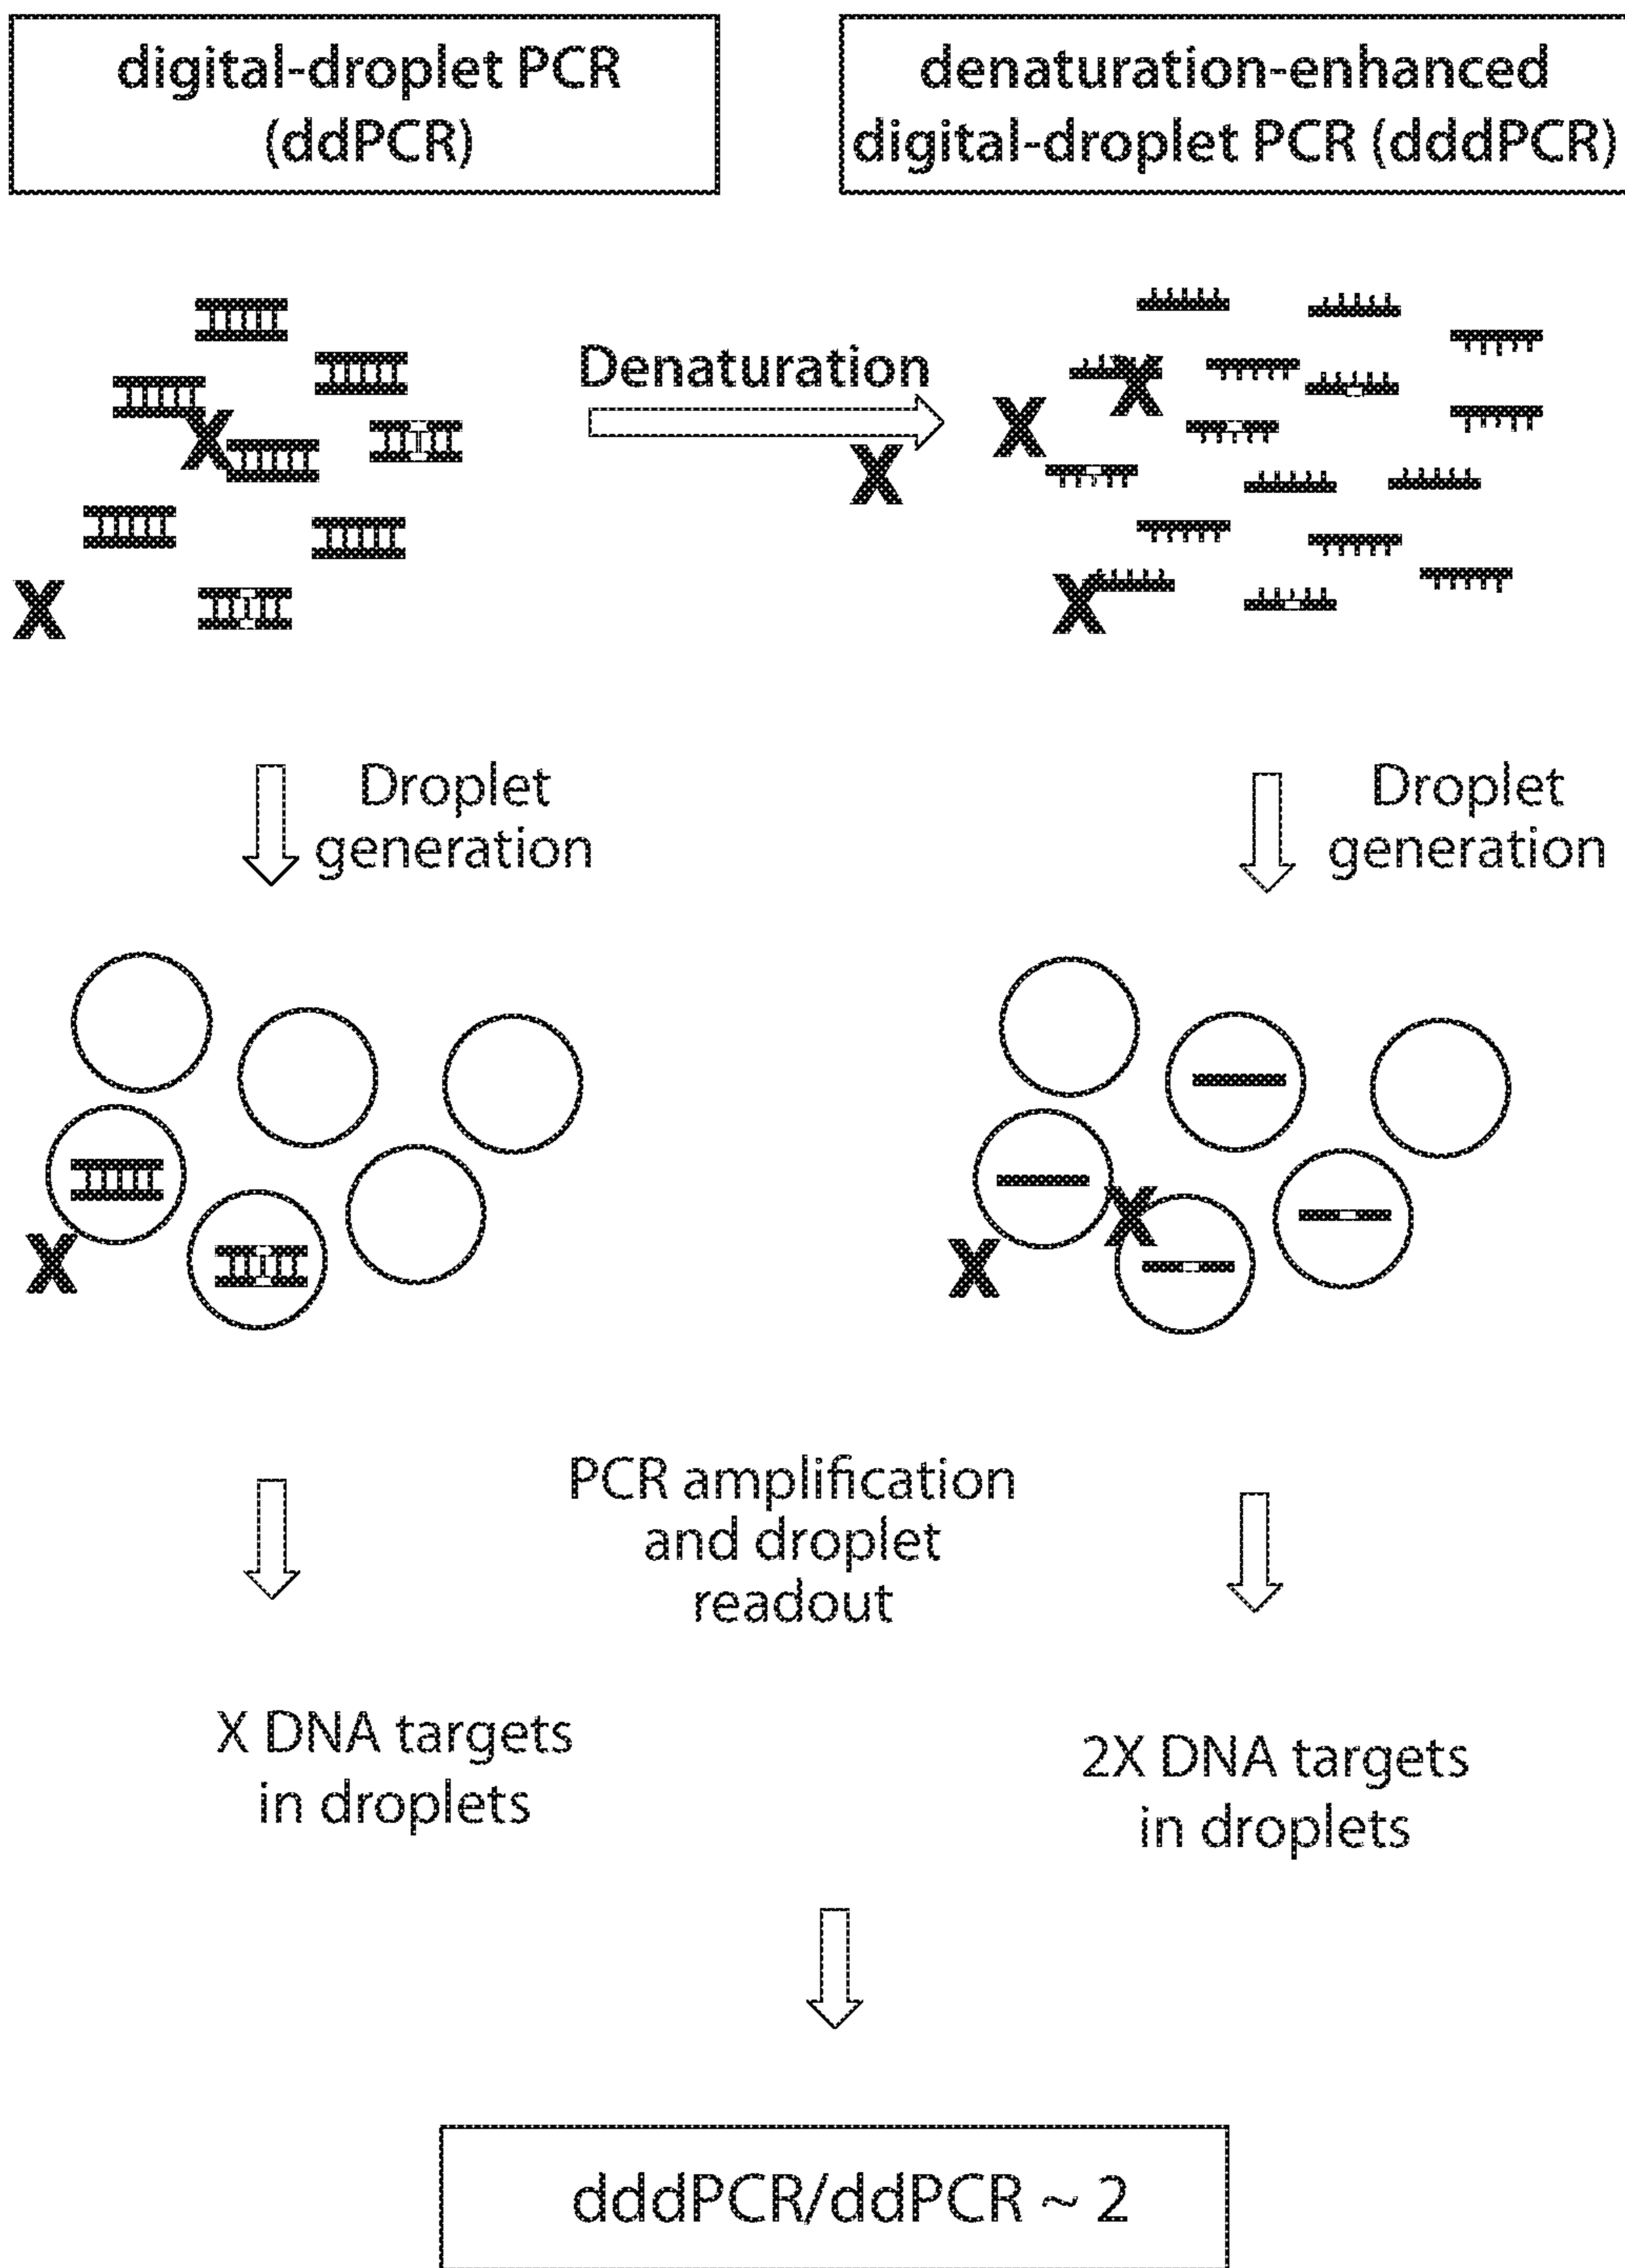 digital-droplet PCR
(ddPCR)
denaturation-enhanced
digital-droplet PCR (dddPCR)
Denaturation
X
X
X
X
X
X
Droplet
generation
Droplet
generation
X
X
X
PCR amplification
and droplet
readout
X DNA targets
in droplets
2X DNA targets
in droplets
dddPCR/ddPCR ~ 2